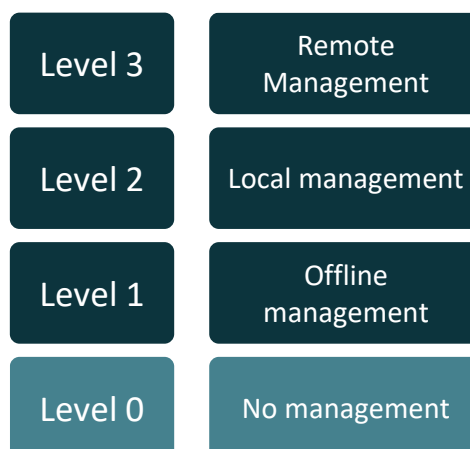 Level 3
Remote
Management
Level 2
Local management
Level 1
Offline
management
Level 0
No management